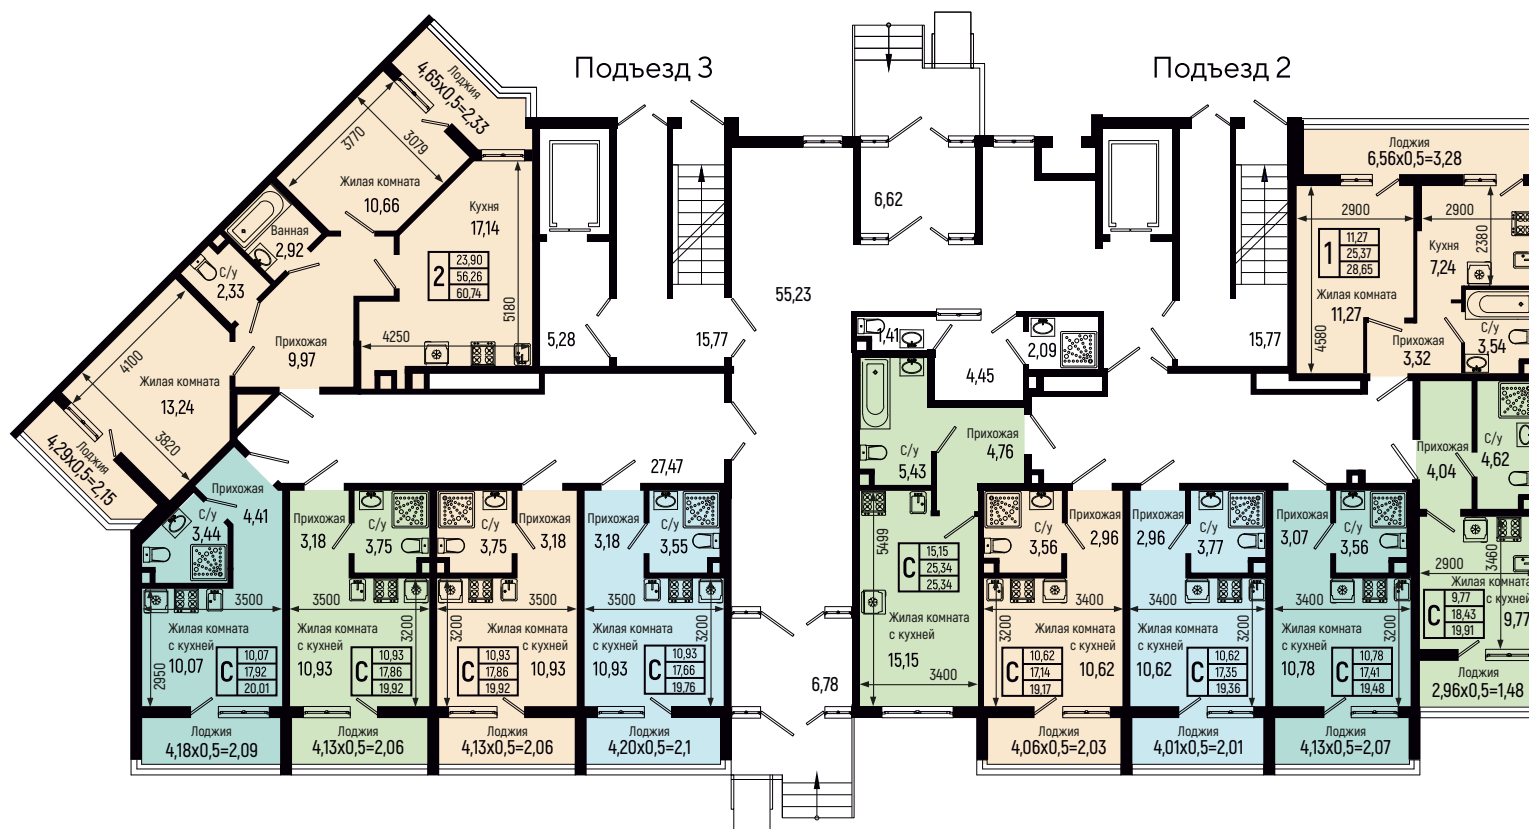 Подъезд 3
Подъезд 2
Лоджия
4,65х0,5=2,33
3770
3079
Жилая комната
10,66
Кухня
17,14
2
23,90
56,26
60,74
5180
4250
Ванная
2,92
С/у
2,33
Прихожая
9,97
4100
Жилая комната
13,24
3820
Лоджия
4,29х0,5=2,15
5,28
15,77
55,23
6,62
1,41
4,45
2,09
15,77
Лоджия
6,56х0,5=3,28
2900
2900
2380
1
11,27
25,37
28,65
Кухня
7,24
Жилая комната
11,27
4580
С/у
3,54
Прихожая
3,32
27,47
Прихожая
4,41
С/у
3,44
3500
Жилая комната
с кухней
10,07
С
10,07
17,92
20,01
2950
Лоджия
4,18х0,5=2,09
Прихожая
3,18
С/у
3,75
3500
3200
Жилая комната
с кухней
10,93
С
10,93
17,86
19,92
Лоджия
4,13х0,5=2,06
С/у
3,75
Прихожая
3,18
3500
3200
Жилая комната
с кухней
10,93
С
10,93
17,86
19,92
Лоджия
4,13х0,5=2,06
Прихожая
3,18
С/у
3,55
3500
3200
Жилая комната
с кухней
10,93
С
10,93
17,66
19,76
Лоджия
4,20х0,5=2,1
6,78
С/у
5,43
Прихожая
4,76
5499
С
15,15
25,34
25,34
Жилая комната
с кухней
15,15
3400
С/у
3,56
Прихожая
2,96
3400
3200
Жилая комната
с кухней
10,62
С
10,62
17,14
19,17
Лоджия
4,06х0,5=2,03
Прихожая
2,96
С/у
3,77
3400
3200
Жилая комната
с кухней
10,62
С
10,62
17,35
19,36
Лоджия
4,01х0,5=2,01
Прихожая
3,07
С/у
3,56
3400
3200
Жилая комната
с кухней
10,78
С
10,78
17,41
19,48
Лоджия
4,13х0,5=2,07
Прихожая
4,04
С/у
4,62
2900
3460
Жилая комната
с кухней
9,77
С
9,77
18,43
19,91
Лоджия
2,96х0,5=1,48